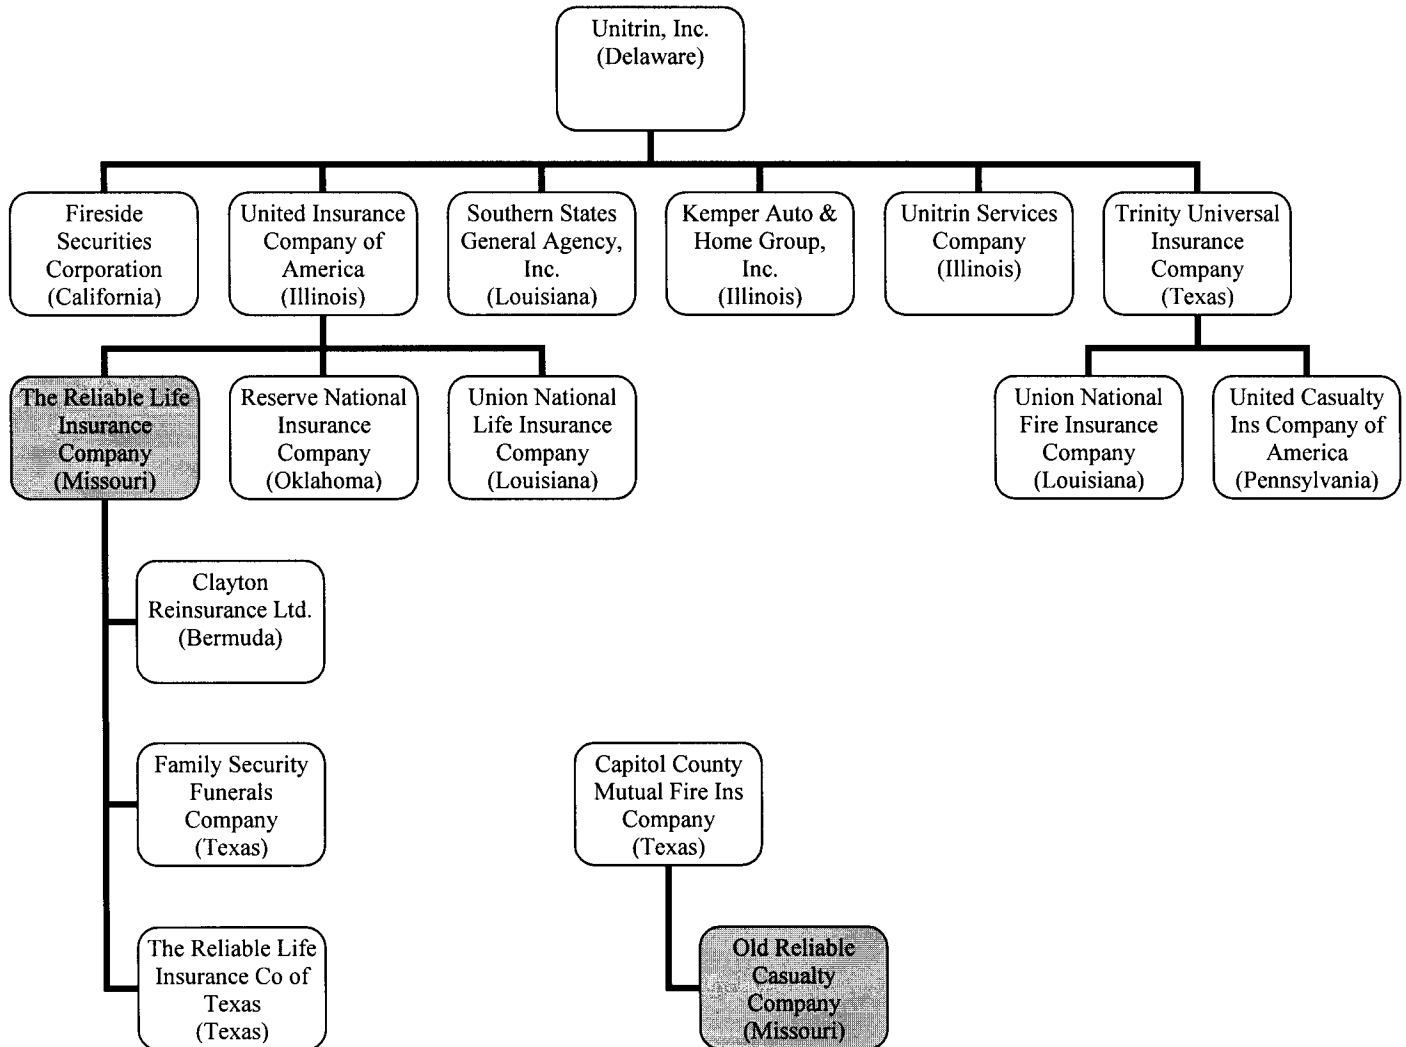 Unitrin, Inc.
(Delaware)
Fireside
Securities
Corporation
(California)
United Insurance
Company of
America
(Illinois)
Southern States
General Agency,
Inc.
(Louisiana)
Kemper Auto &
Home Group,
Inc.
(Illinois)
Unitrin Services
Company
(Illinois)
Trinity Universal
Insurance
Company
(Texas)
The Reliable Life
Insurance
Company
(Missouri)
Reserve National
Insurance
Company
(Oklahoma)
Union National
Life Insurance
Company
(Louisiana)
Union National
Fire Insurance
Company
(Louisiana)
United Casualty
Ins Company of
America
(Pennsylvania)
Clayton
Reinsurance Ltd.
(Bermuda)
Family Security
Funerals
Company
(Texas)
Capitol County
Mutual Fire Ins
Company
(Texas)
The Reliable Life
Insurance Co of
Texas
(Texas)
Old Reliable
Casualty
Company
(Missouri)